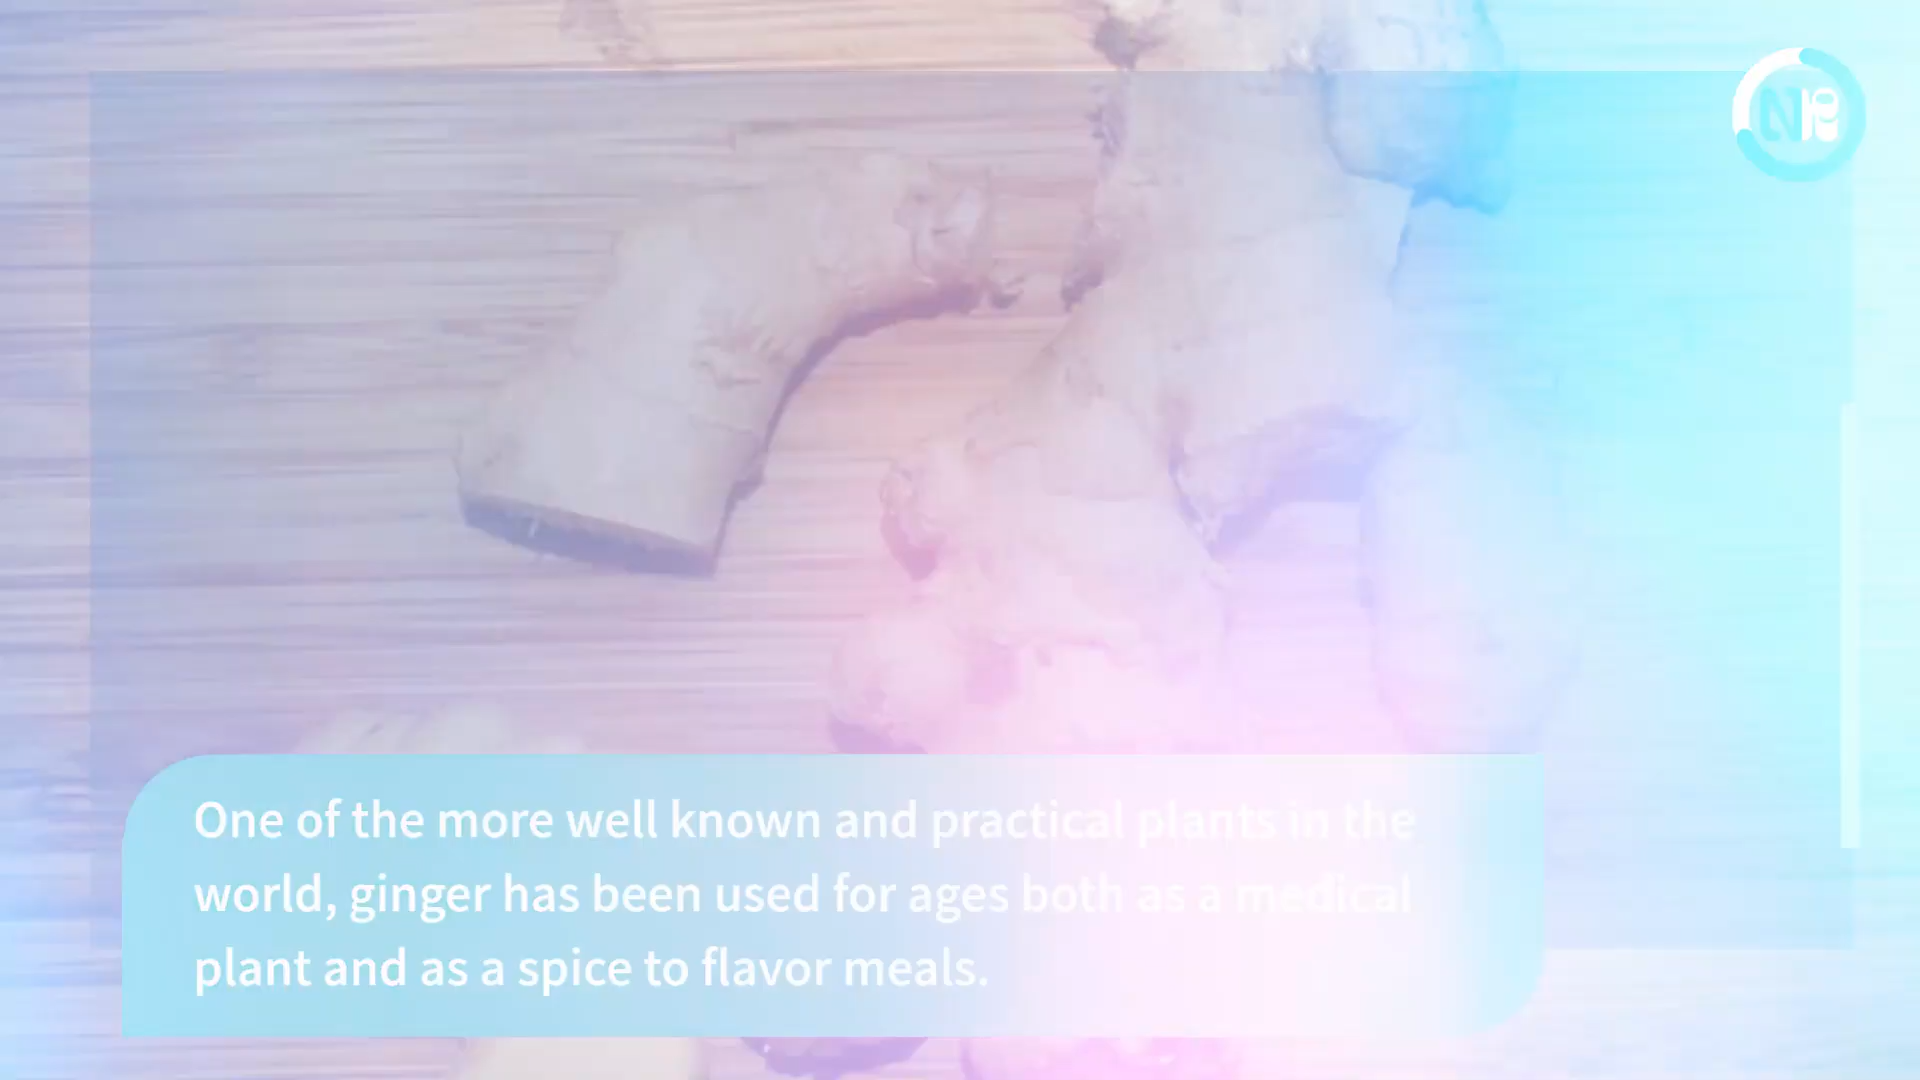 One of the more well known and practical plants in the
world, ginger has been used for ages both as a medical
plant and as a spice to flavor meals.